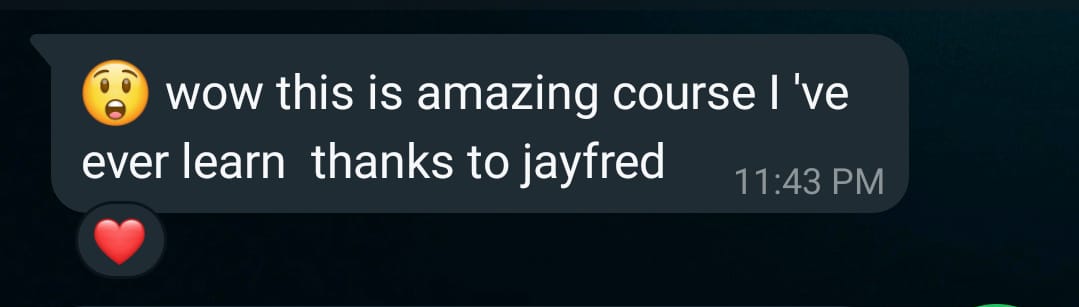 😲 wow this is amazing course I 've
ever learn  thanks to jayfred
11:43 PM